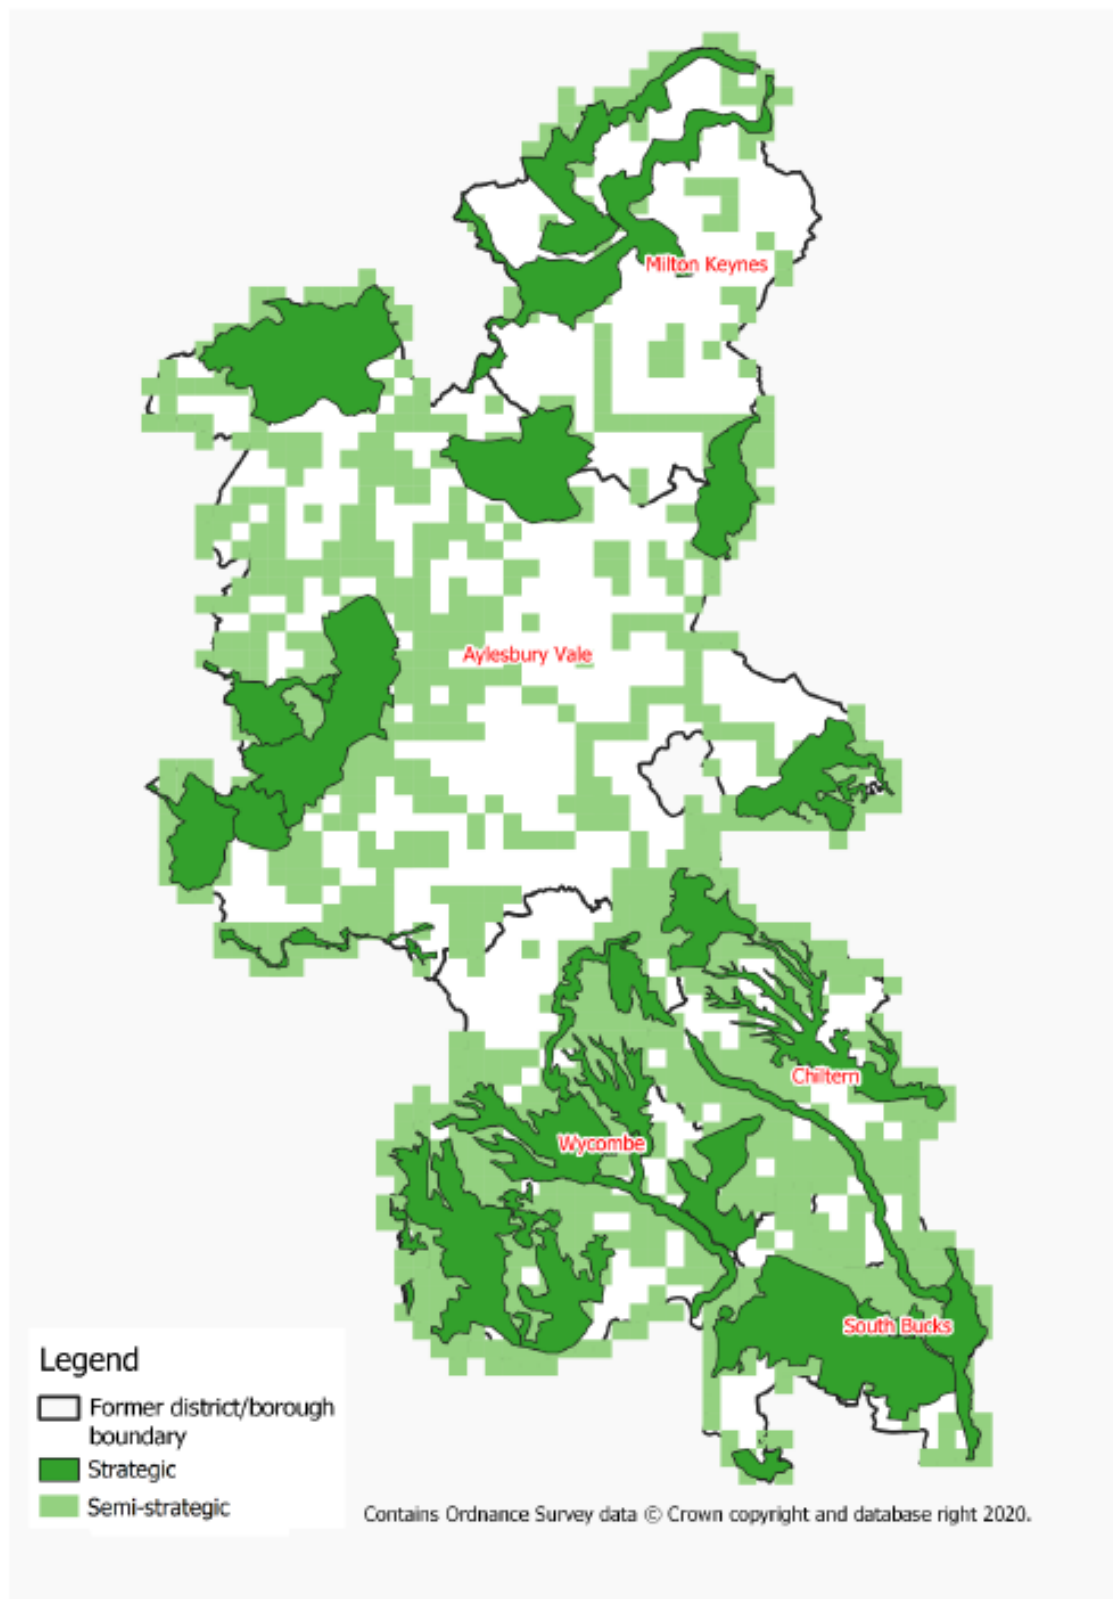 Milton Keynes
Aylesbury Vale
Chiltern
Wycombe
South Bucks
Legend
Former district/borough
boundary
Strategic
Semi-strategic
Contains Ordnance Survey data © Crown copyright and database right 2020.